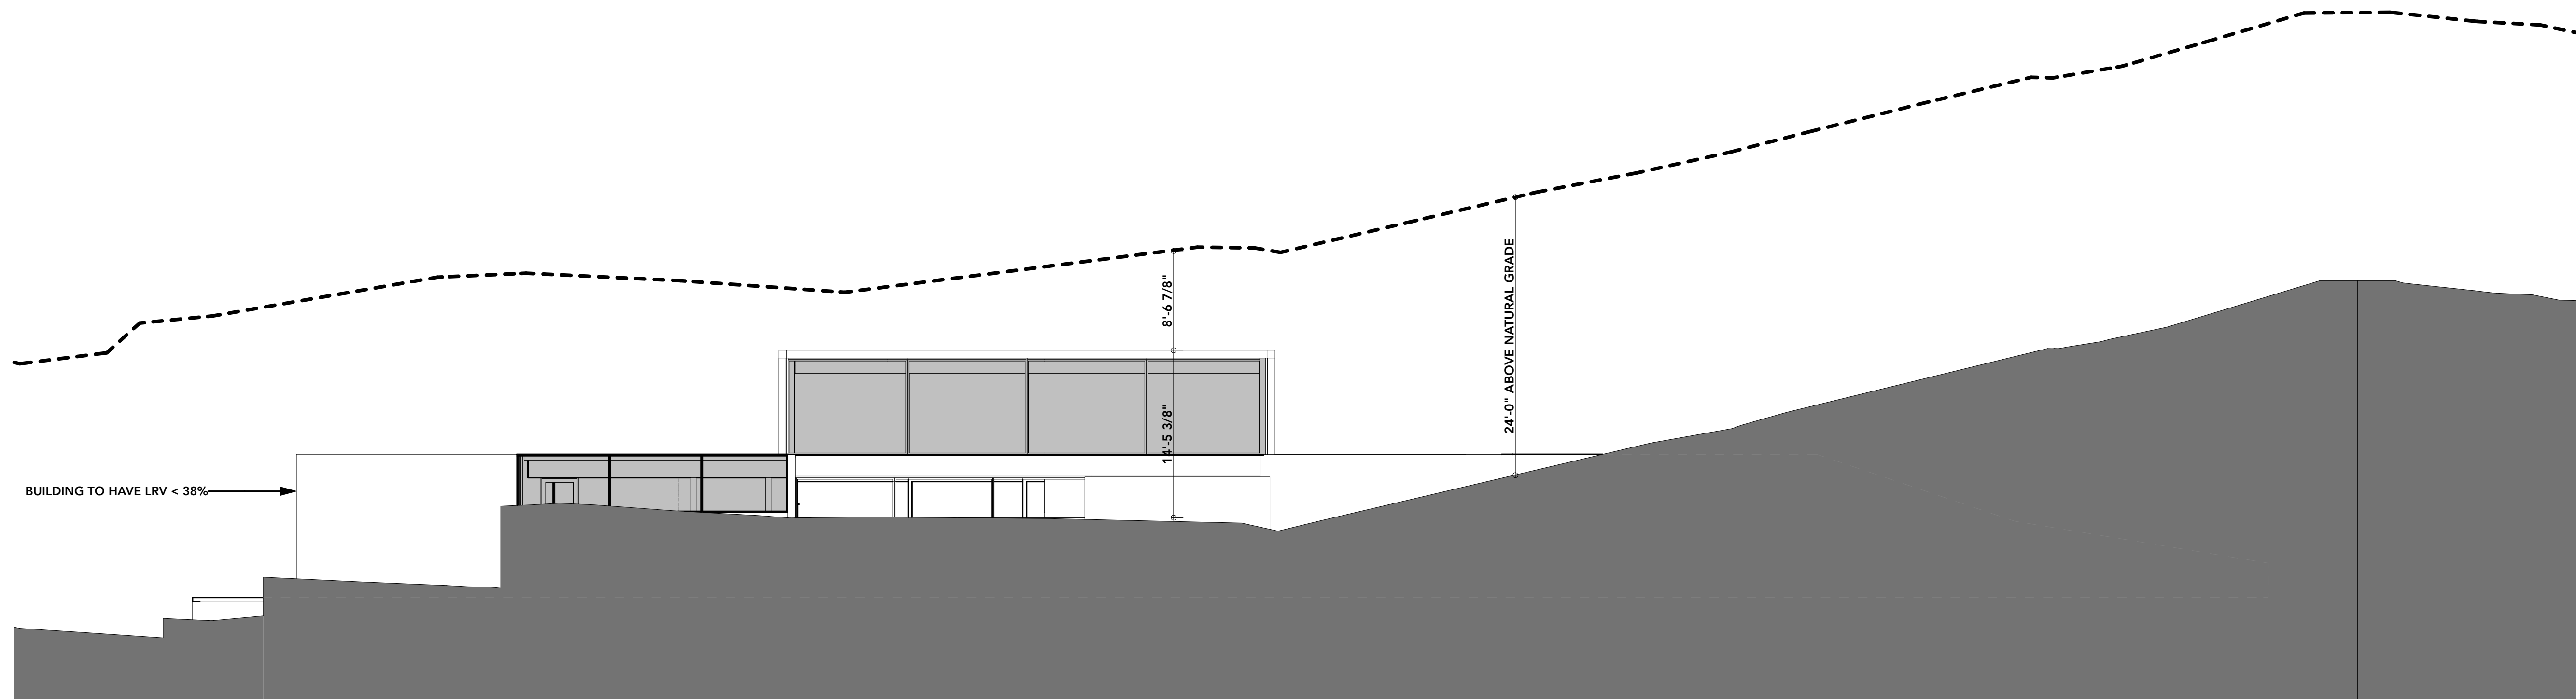 BUILDING TO HAVE LRV < 38%
8'-6 7/8"
14'-5 3/8"
24'-0" ABOVE NATURAL GRADE